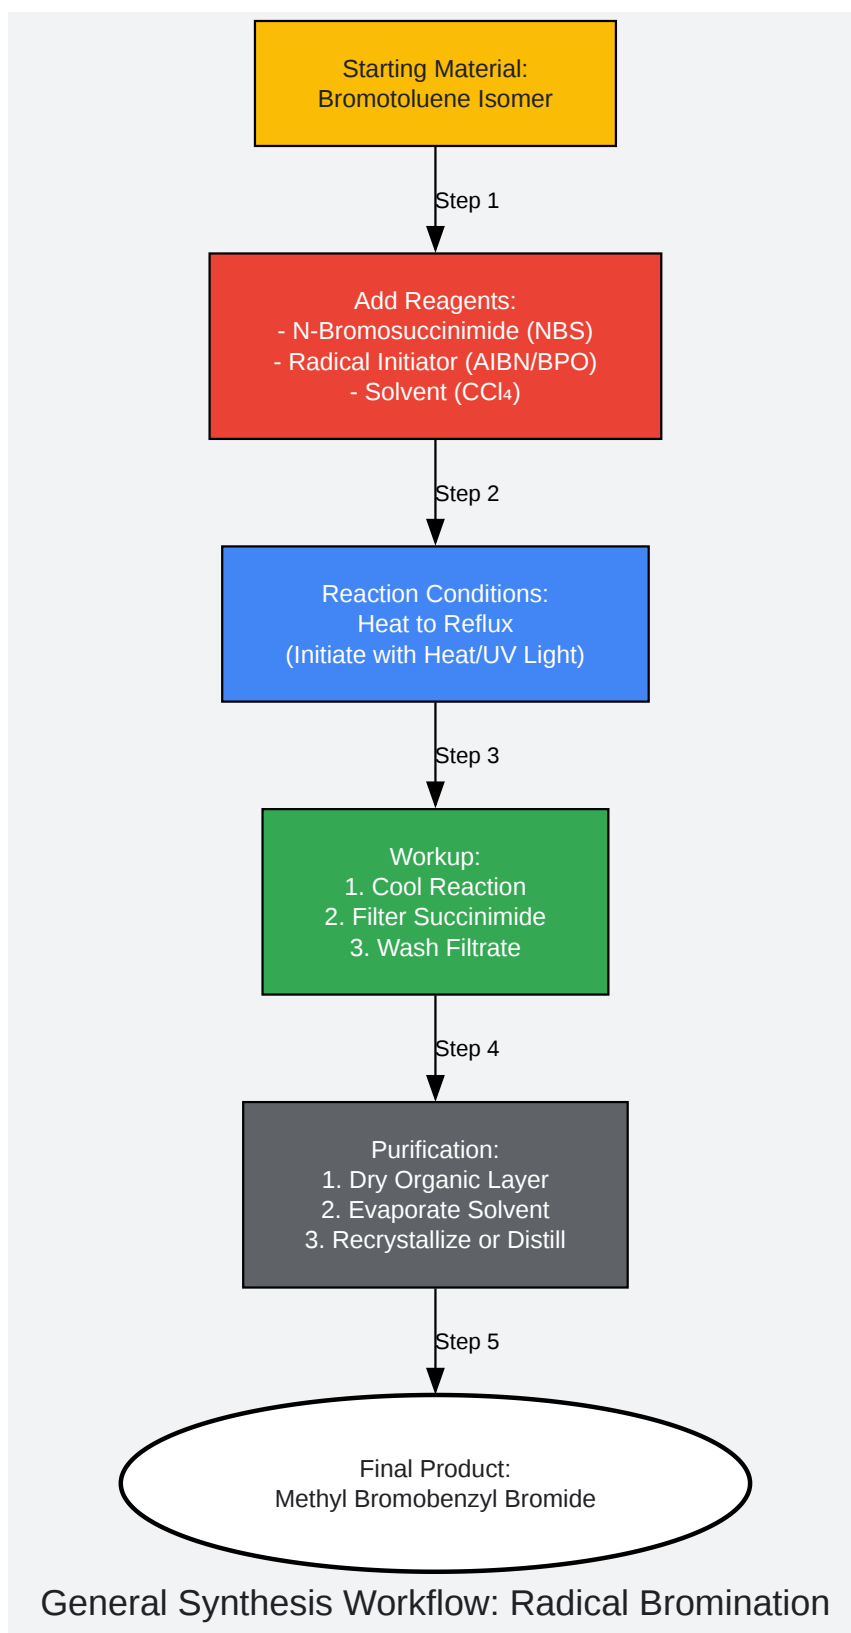 Starting Material:
Bromotoluene Isomer
Step 1
Add Reagents:
- N-Bromosuccinimide (NBS)
- Radical Initiator (AIBN/BPO)
- Solvent (CCl₄)
Step 2
Reaction Conditions:
Heat to Reflux
(Initiate with Heat/UV Light)
Step 3
Workup:
1. Cool Reaction
2. Filter Succinimide
3. Wash Filtrate
Step 4
Purification:
1. Dry Organic Layer
2. Evaporate Solvent
3. Recrystallize or Distill
Step 5
Final Product:
Methyl Bromobenzyl Bromide
General Synthesis Workflow: Radical Bromination